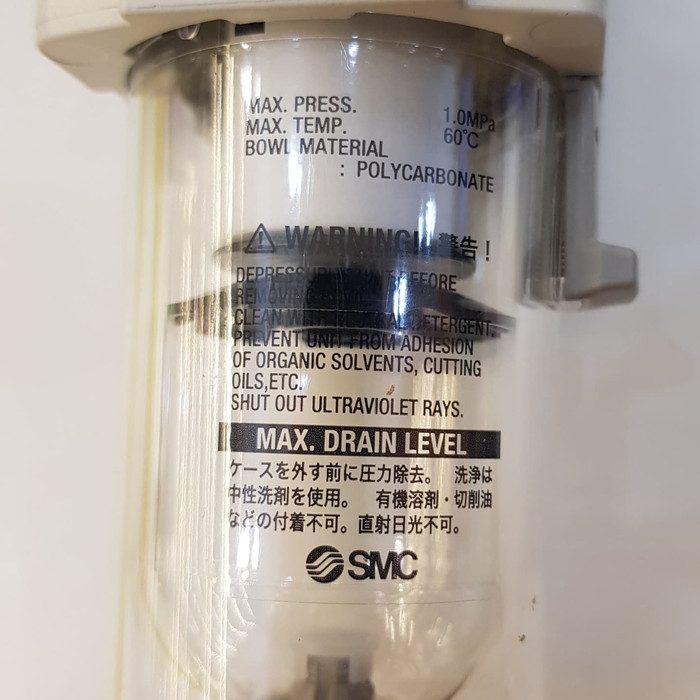 MAX. PRESS. 1.0MPa
MAX. TEMP. 60°C
BOWL MATERIAL
: POLYCARBONATE
⚠ WARNING! 警告!
DEPRESSURIZE UNIT BEFORE
REMOVING BOWL.
CLEAN WITH NEUTRAL DETERGENT.
PREVENT UNIT FROM ADHESION
OF ORGANIC SOLVENTS, CUTTING
OILS,ETC.
SHUT OUT ULTRAVIOLET RAYS.
MAX. DRAIN LEVEL
ケースを外す前に圧力除去。 洗浄は
中性洗剤を使用。 有機溶剤・切削油
などの付着不可。直射日光不可。
SMC